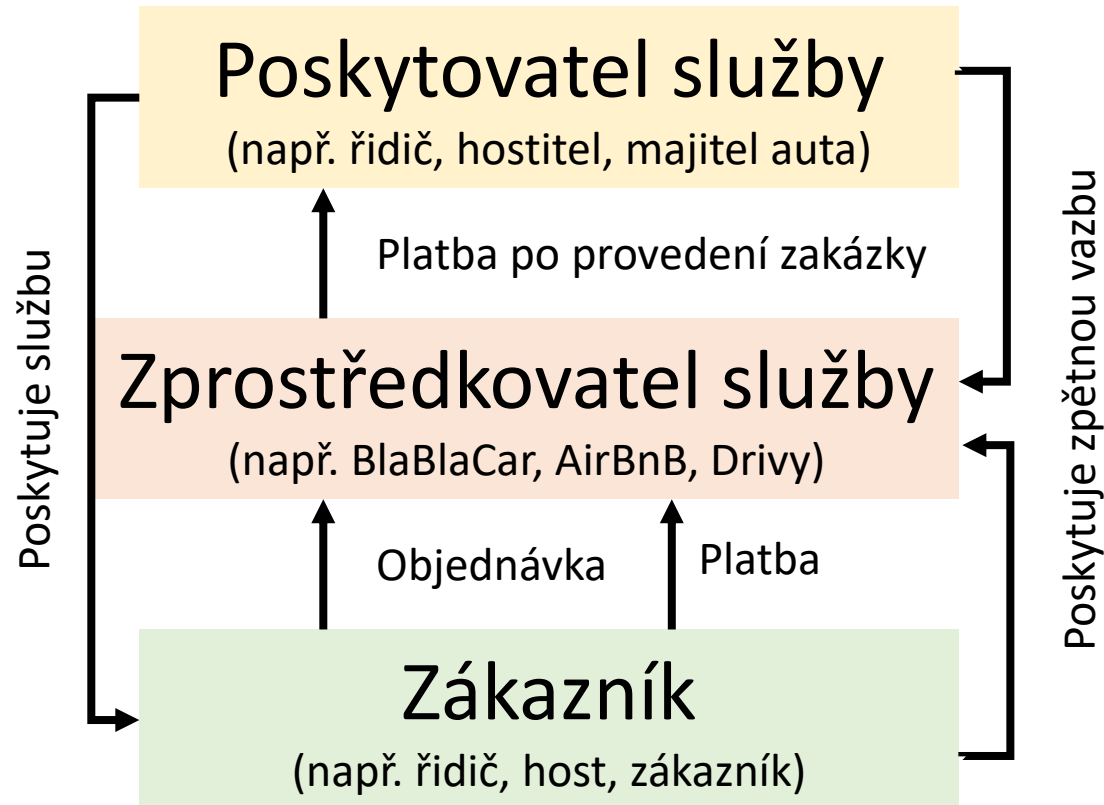 Poskytovatel služby
(např. řidič, hostitel, majitel auta)
Platba po provedení zakázky
Poskytuje službu
Poskytuje zpětnou vazbu
Zprostředkovatel služby
(např. BlaBlaCar, AirBnB, Drivy)
Objednávka
Platba
Zákazník
(např. řidič, host, zákazník)